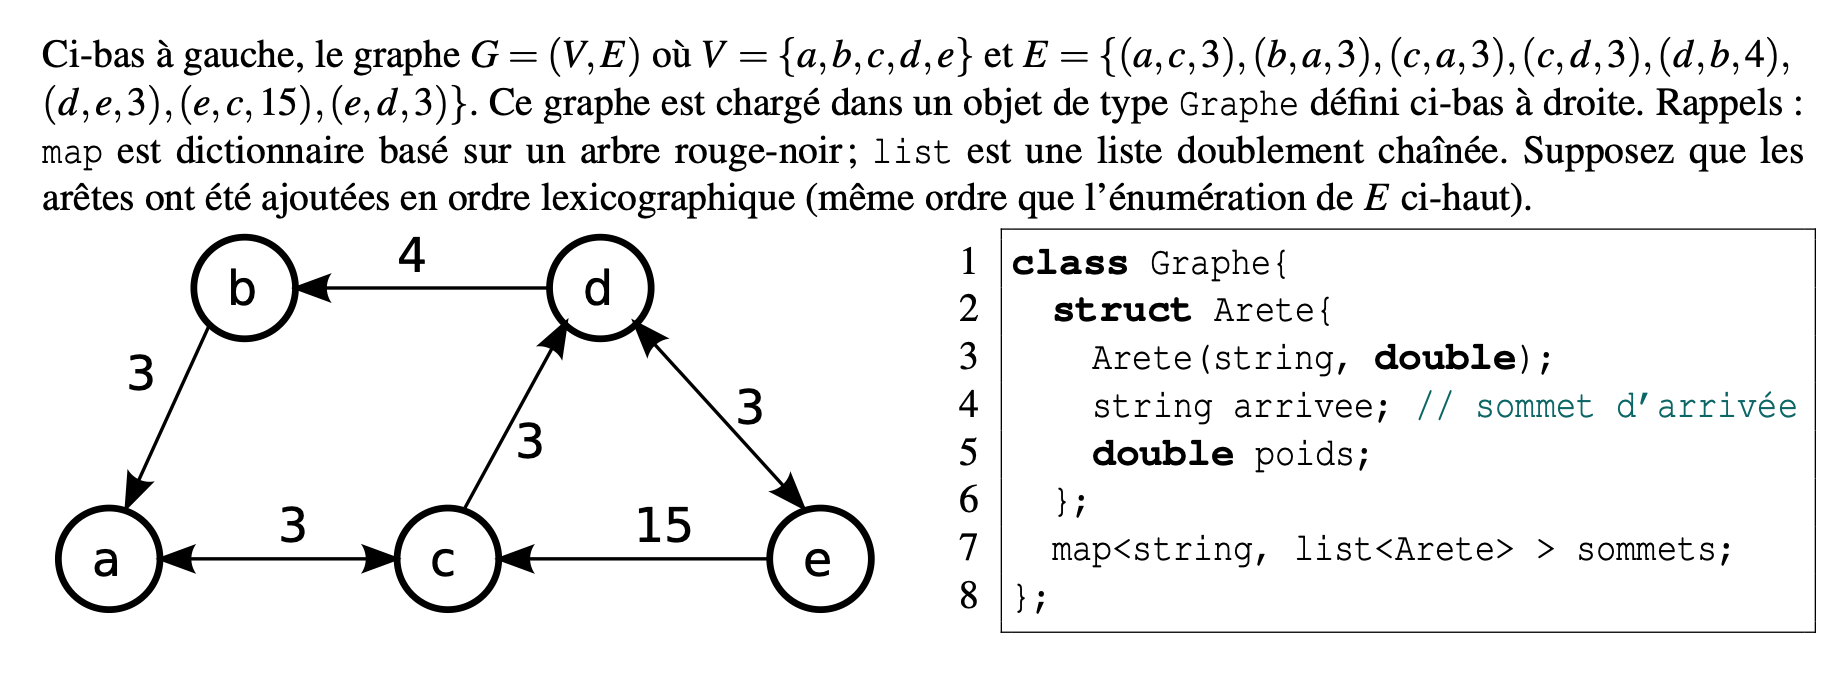 Ci-bas à gauche, le graphe G = (V,E) où V = {a,b,c,d,e} et E = {(a,c,3),(b,a,3),(c,a,3),(c,d,3),(d,b,4),
(d,e,3),(e,c,15),(e,d,3)}. Ce graphe est chargé dans un objet de type Graphe défini ci-bas à droite. Rappels :
map est dictionnaire basé sur un arbre rouge-noir; list est une liste doublement chaînée. Supposez que les
arêtes ont été ajoutées en ordre lexicographique (même ordre que l'énumération de E ci-haut).
b
4
d
3
3
3
a
3
c
15
e
1 class Graphe{
2 struct Arete{
3 Arete(string, double);
4 string arrivee; // sommet d'arrivée
5 double poids;
6 };
7 map<string, list<Arete> > sommets;
8 };